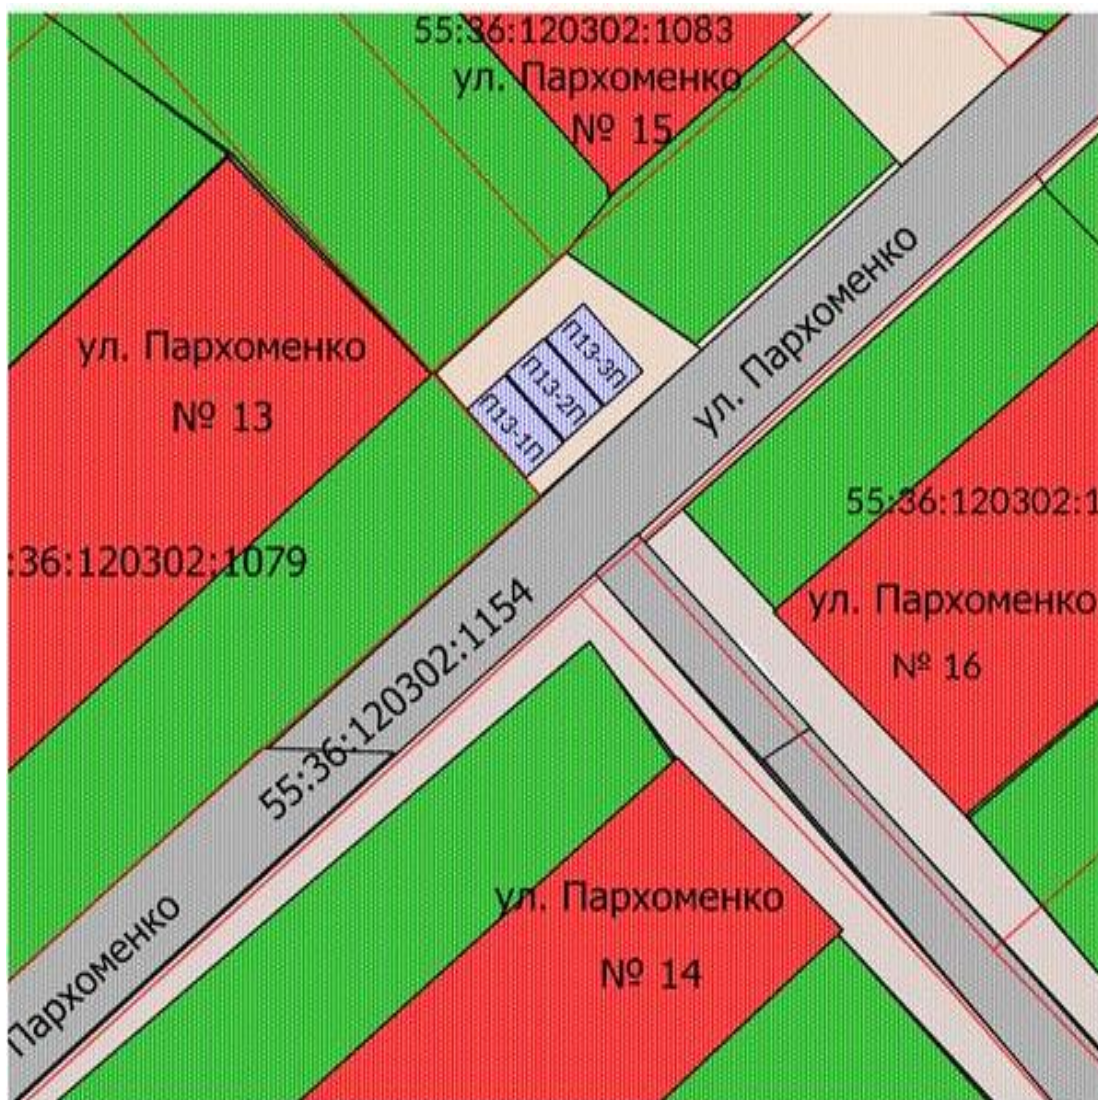 55:36:120302:1083
ул. Пархоменко
№ 15
ул. Пархоменко
№ 13
:36:120302:1079
П13-3П
П13-2П
П13-1П
ул. Пархоменко
55:36:120302:1
ул. Пархоменко
№ 16
55:36:120302:1154
ул. Пархоменко
№ 14
Пархоменко